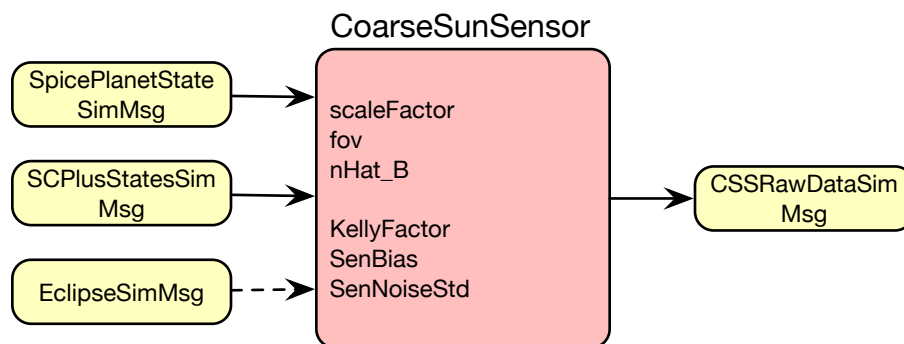 CoarseSunSensor
SpicePlanetState
SimMsg
SCPlusStatesSim
Msg
EclipseSimMsg
scaleFactor
fov
nHat_B
KellyFactor
SenBias
SenNoiseStd
CSSRawDataSim
Msg